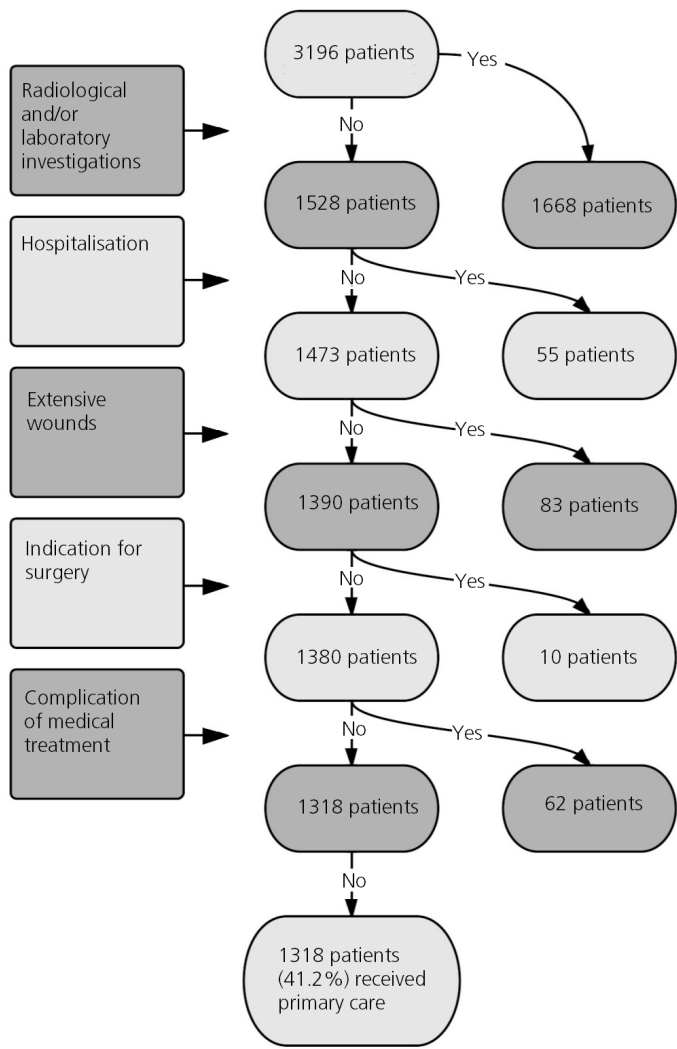 3196 patients
Yes
Radiological
and/or
laboratory
investigations
No
1528 patients
1668 patients
Hospitalisation
No
Yes
1473 patients
55 patients
Extensive
wounds
No
Yes
1390 patients
83 patients
Indication for
surgery
No
Yes
1380 patients
10 patients
Complication
of medical
treatment
No
Yes
1318 patients
62 patients
No
1318 patients
(41.2%) received
primary care